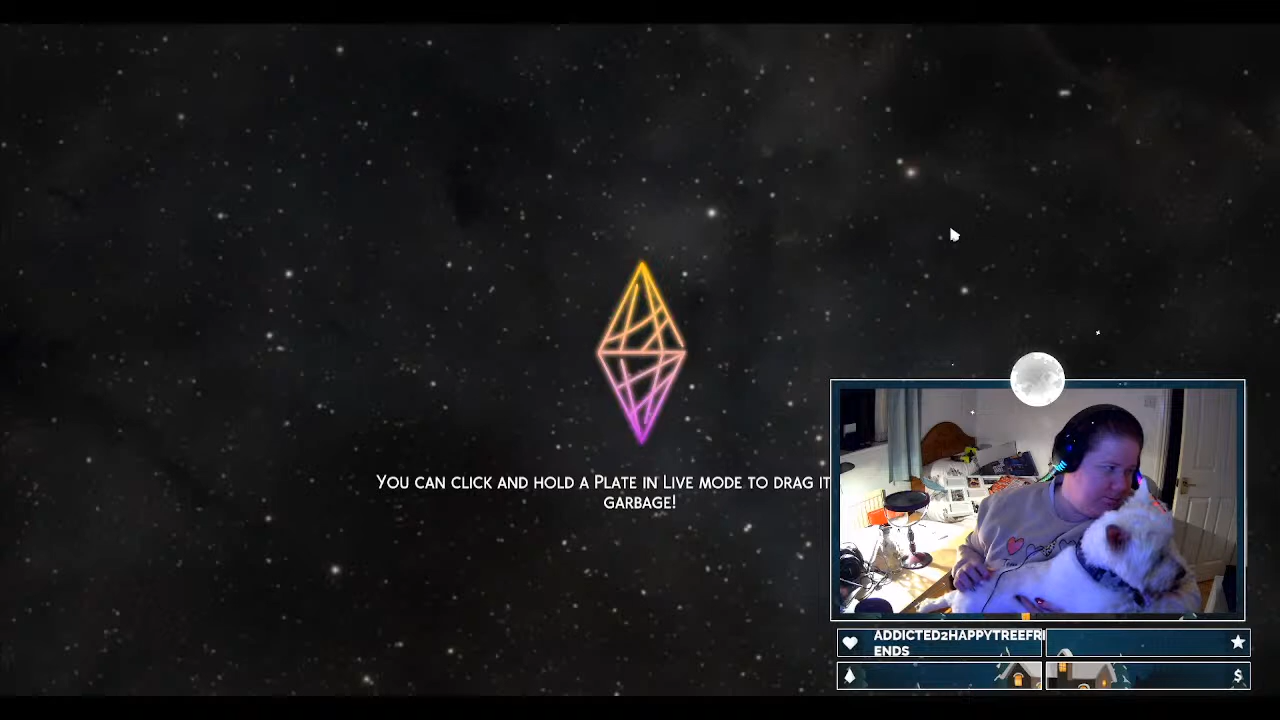 YOU CAN CLICK AND HOLD A PLATE IN LIVE MODE TO DRAG IT
GARBAGE!
ADDICTED2HAPPYTREEFRI
ENDS
$